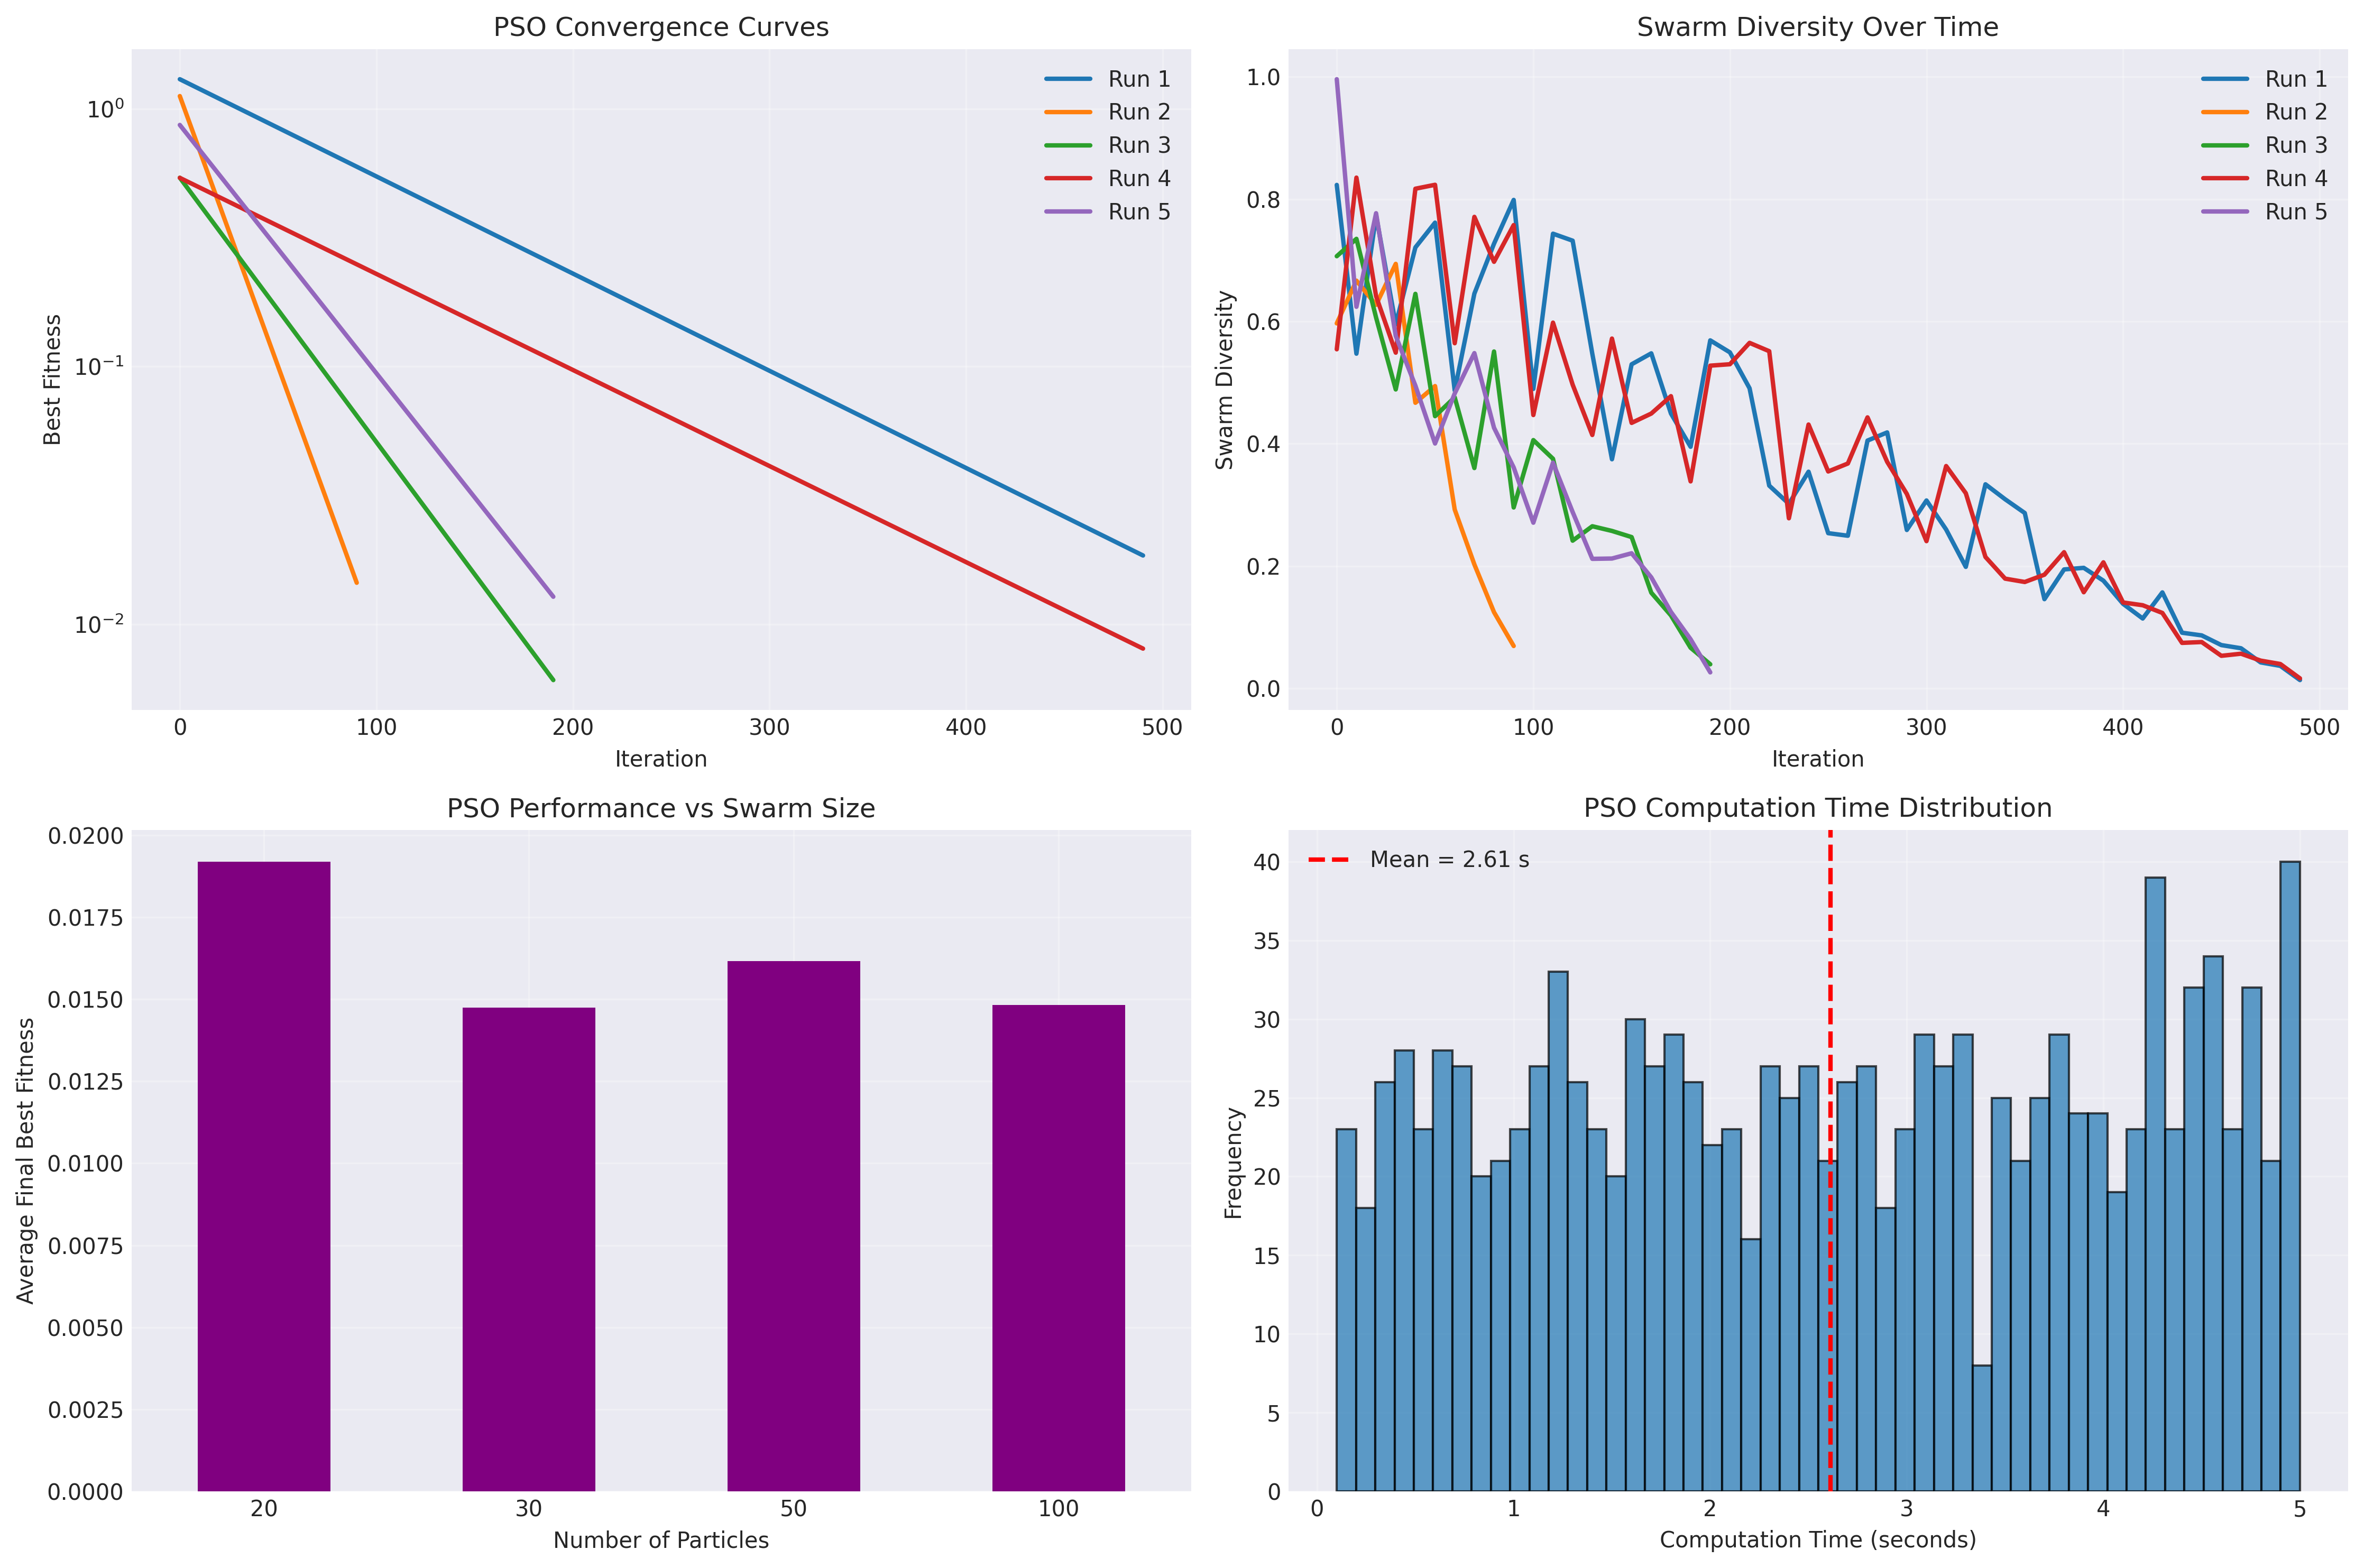 PSO Convergence Curves
Best Fitness
10⁰
10⁻¹
10⁻²
Run 1
Run 2
Run 3
Run 4
Run 5
0 100 200 300 400 500
Iteration
Swarm Diversity Over Time
Swarm Diversity
1.0
0.8
0.6
0.4
0.2
0.0
Run 1
Run 2
Run 3
Run 4
Run 5
0 100 200 300 400 500
Iteration
PSO Performance vs Swarm Size
Average Final Best Fitness
0.0200
0.0175
0.0150
0.0125
0.0100
0.0075
0.0050
0.0025
0.0000
20 30 50 100
Number of Particles
PSO Computation Time Distribution
Frequency
40
35
30
25
20
15
10
5
0
Mean = 2.61 s
0 1 2 3 4 5
Computation Time (seconds)